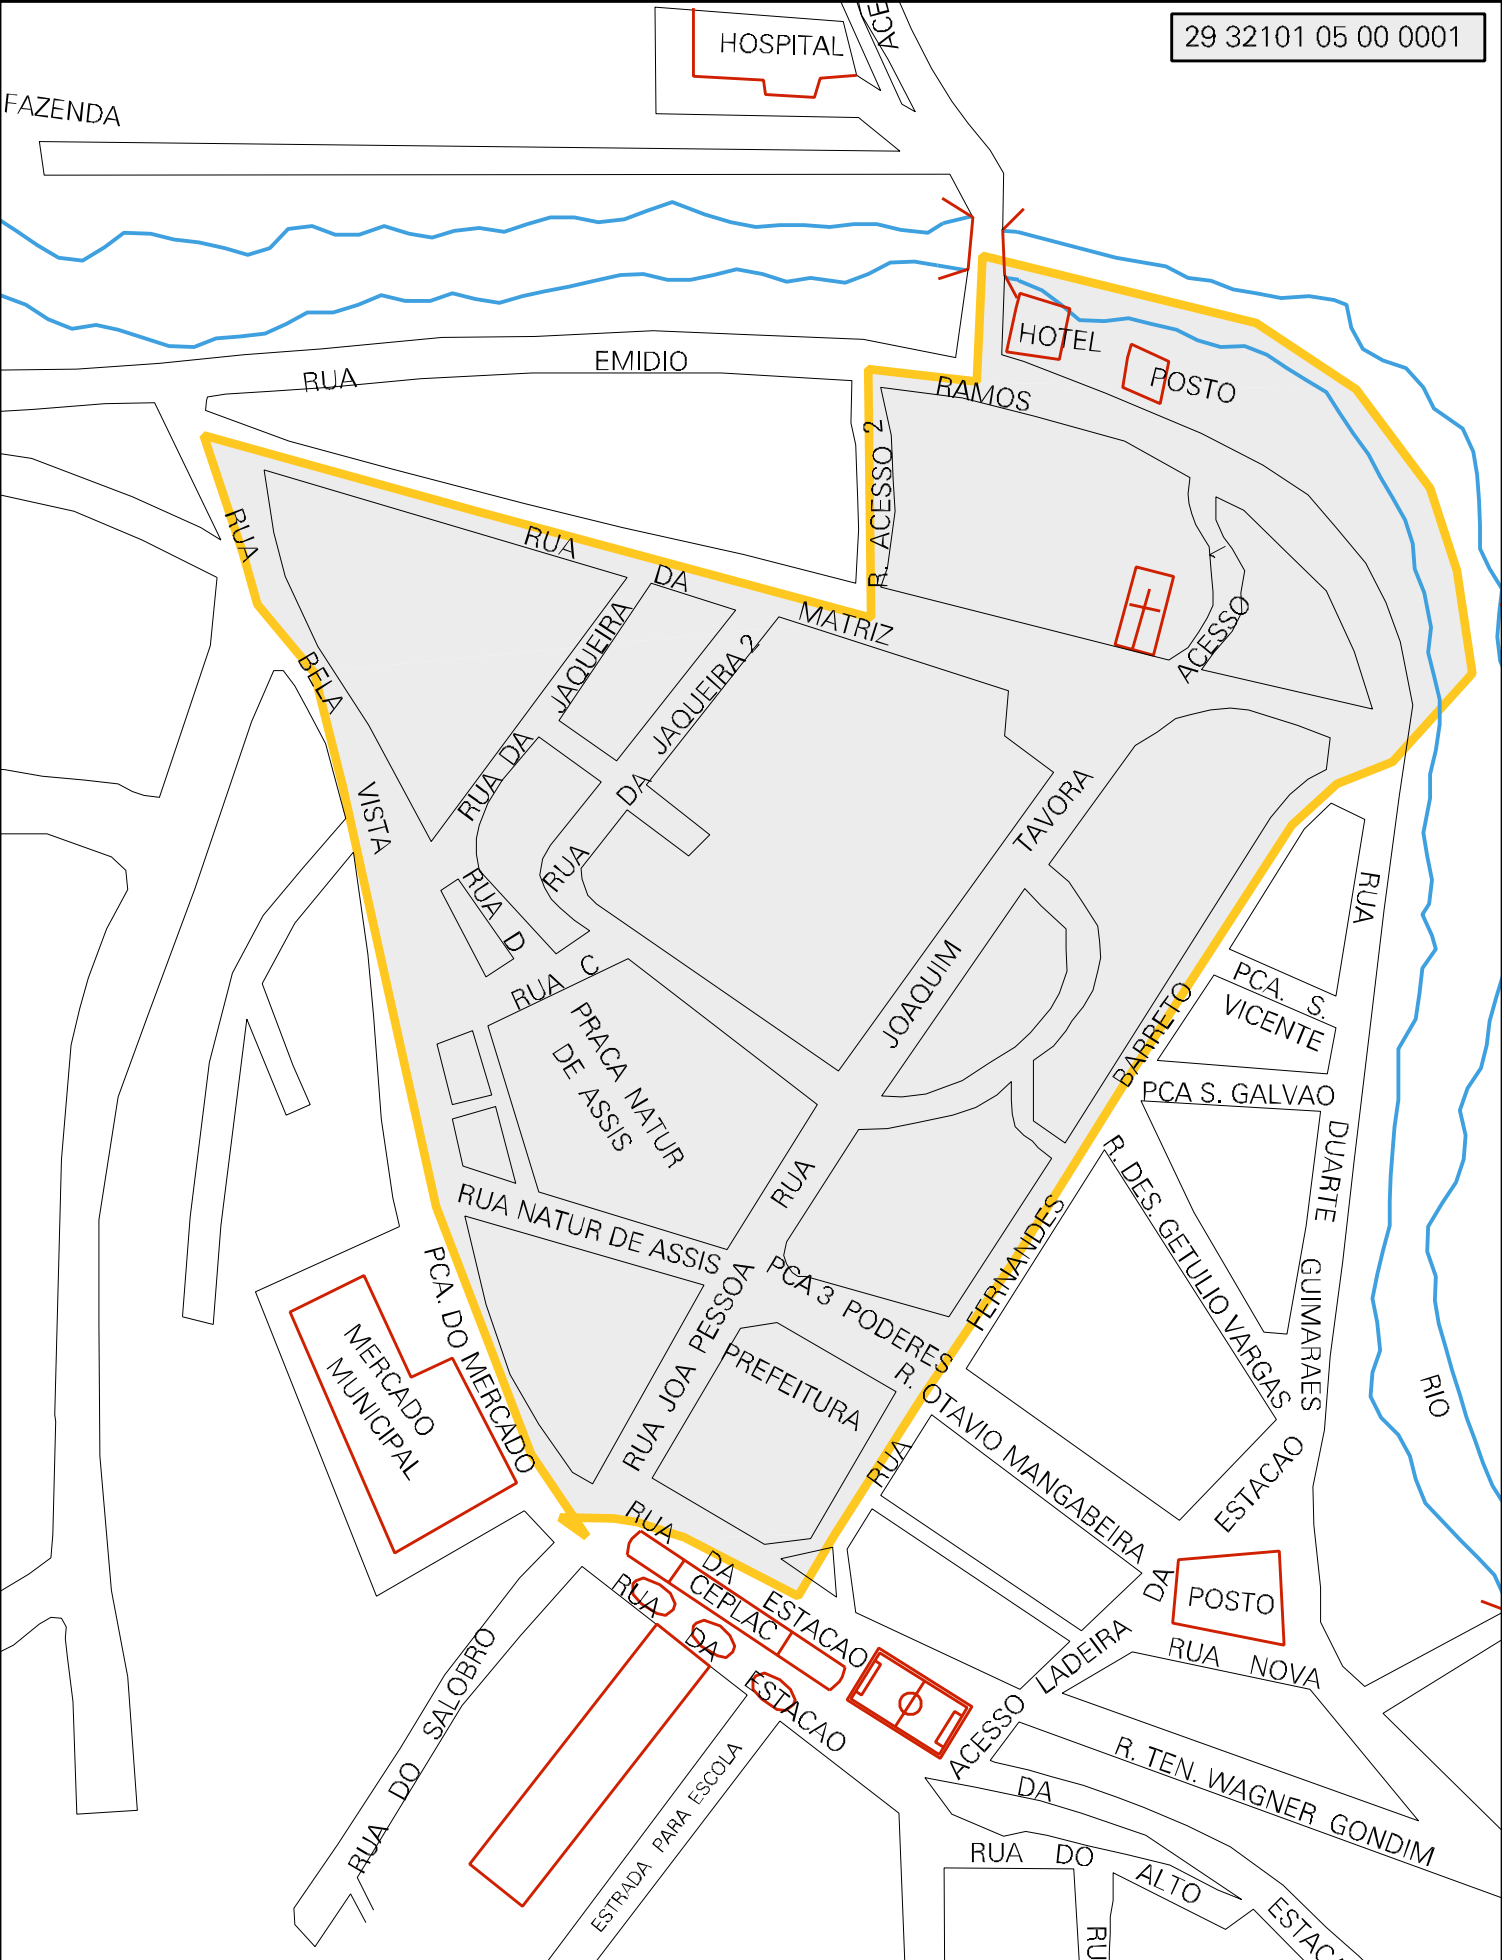 29 32101 05 00 0001
ACE
HOSPITAL
FAZENDA
HOTEL
POSTO
RUA EMIDIO RAMOS
R. ACESSO 2
RUA DA MATRIZ
RUA BELA VISTA
RUA DA JAQUEIRA
RUA DA JAQUEIRA 2
ACESSO 1
RUA JOAQUIM TAVORA
RUA D
RUA C
PRACA NATUR
DE ASSIS
RUA NATUR DE ASSIS
RUA FERNANDES BARRETO
PCA. S.
VICENTE
PCA S. GALVAO
RUA DUARTE GUIMARAES
R. DES. GETULIO VARGAS
PCA 3 PODERES
PREFEITURA
RUA JOA PESSOA
R. OTAVIO MANGABEIRA
PCA. DO MERCADO
MERCADO
MUNICIPAL
RIO
RUA DA ESTACAO
CEPLAC
RUA DA ESTACAO
ACESSO LADEIRA DA ESTACAO
POSTO
RUA NOVA
RUA DO SALOBRO
ESTRADA PARA ESCOLA
R. TEN. WAGNER GONDIM
DA ESTACA
RUA DO ALTO
RU